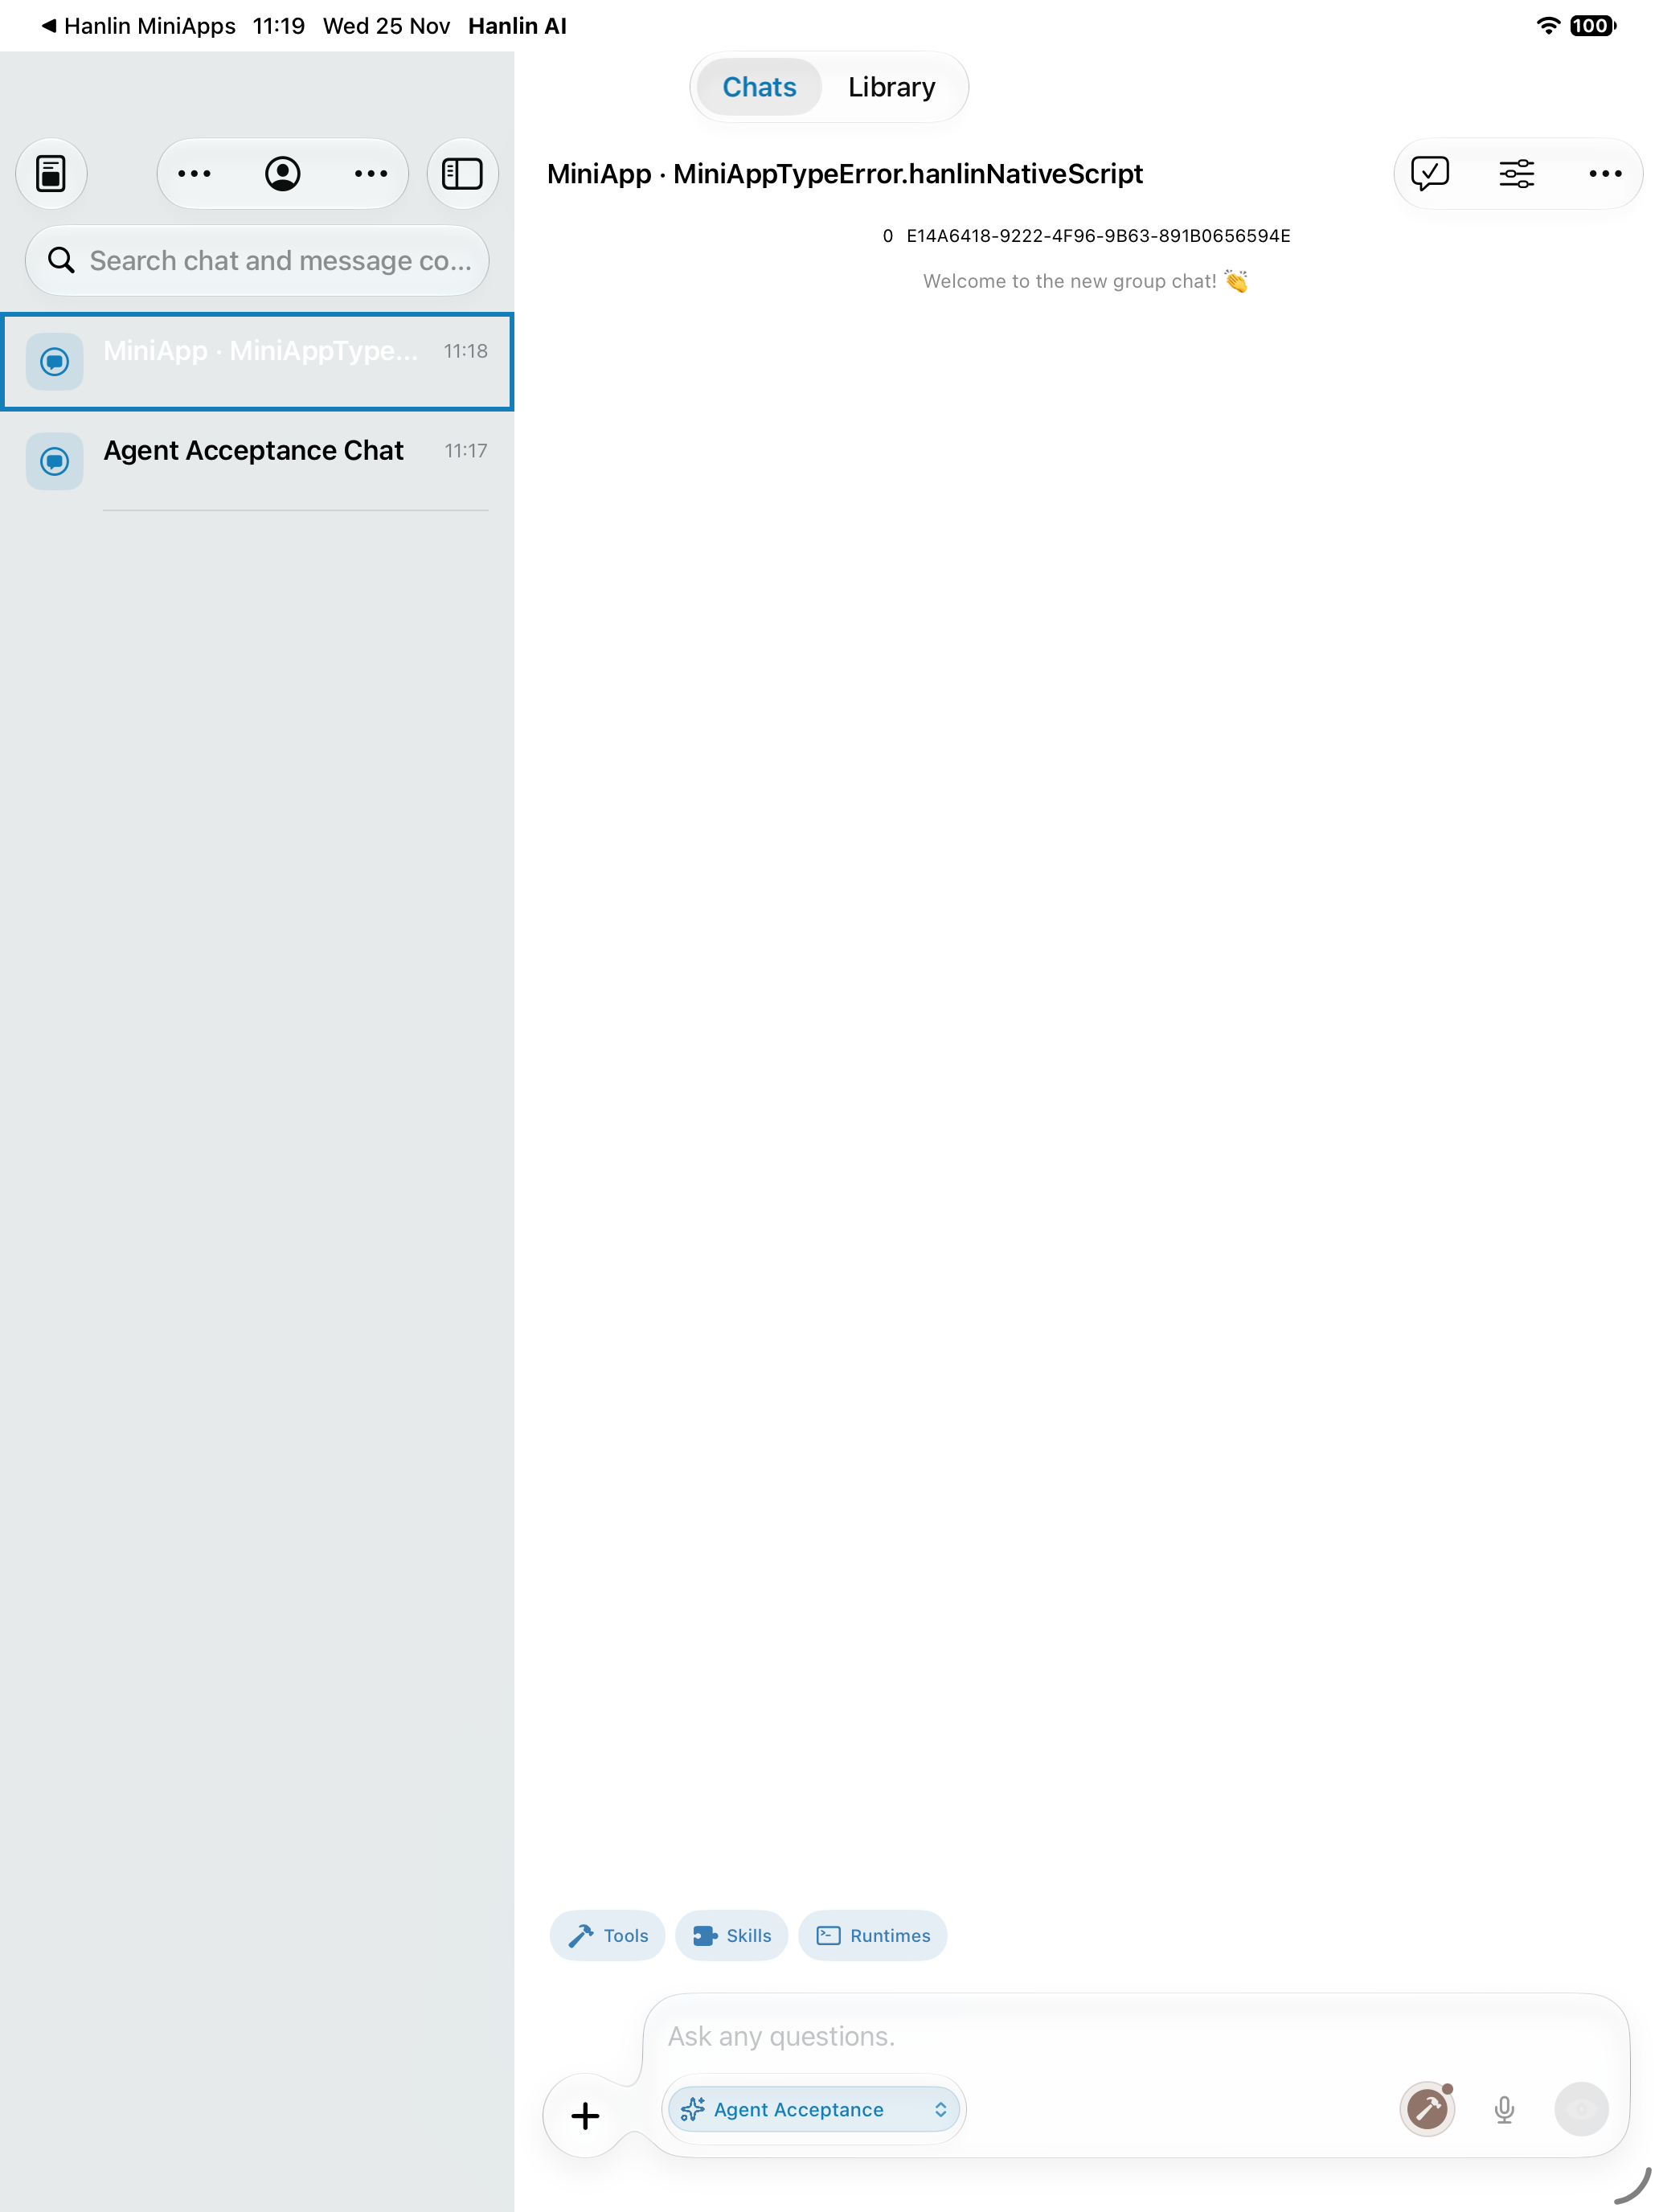 Hanlin MiniApps 11:19 Wed 25 Nov Hanlin AI
100
Chats Library
MiniApp · MiniAppTypeError.hanlinNativeScript
Search chat and message co...
0 E14A6418-9222-4F96-9B63-891B0656594E
Welcome to the new group chat! 👏
MiniApp · MiniAppType... 11:18
Agent Acceptance Chat 11:17
Tools Skills Runtimes
Ask any questions.
Agent Acceptance